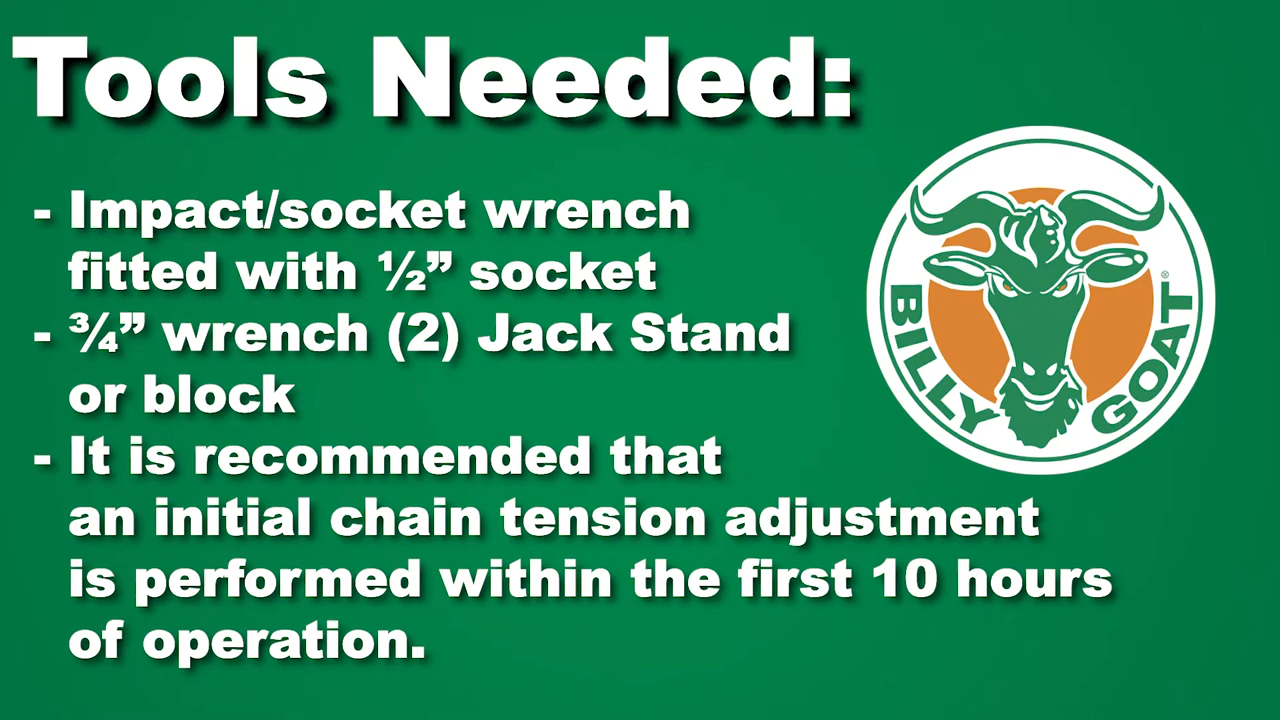 Tools Needed:
- Impact/socket wrench
fitted with ½” socket
- ¾” wrench (2) Jack Stand
or block
- It is recommended that
an initial chain tension adjustment
is performed within the first 10 hours
of operation.
BILLY GOAT
®